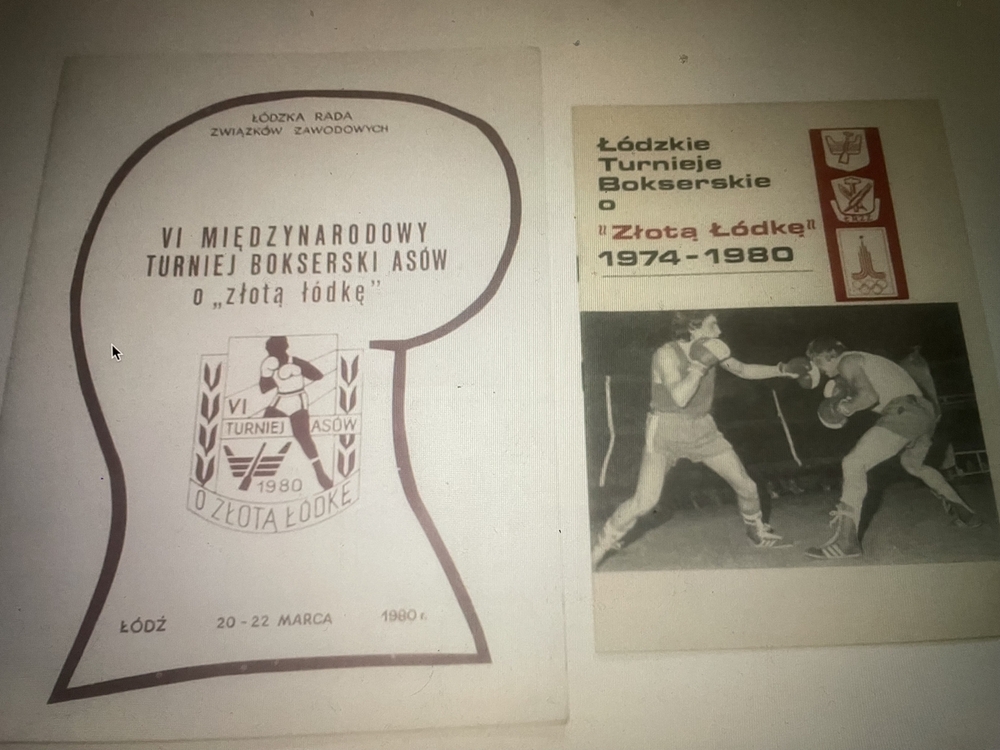 ŁÓDZKA RADA
ZWIĄZKÓW ZAWODOWYCH
VI MIĘDZYNARODOWY
TURNIEJ BOKSERSKI ASÓW
o „złotą łódkę”
VI
TURNIEJ ASÓW
1980
O ZŁOTĄ ŁÓDKĘ
ŁÓDŹ 20-22 MARCA 1980 r.
Łódzkie
Turnieje
Bokserskie
o
"Złotą Łódkę"
1974-1980